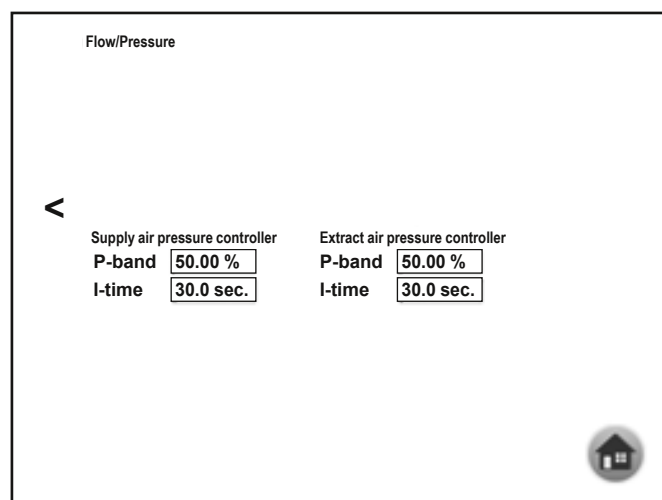 Flow/Pressure
<
Supply air pressure controller Extract air pressure controller
P-band 50.00 % P-band 50.00 %
I-time 30.0 sec. I-time 30.0 sec.